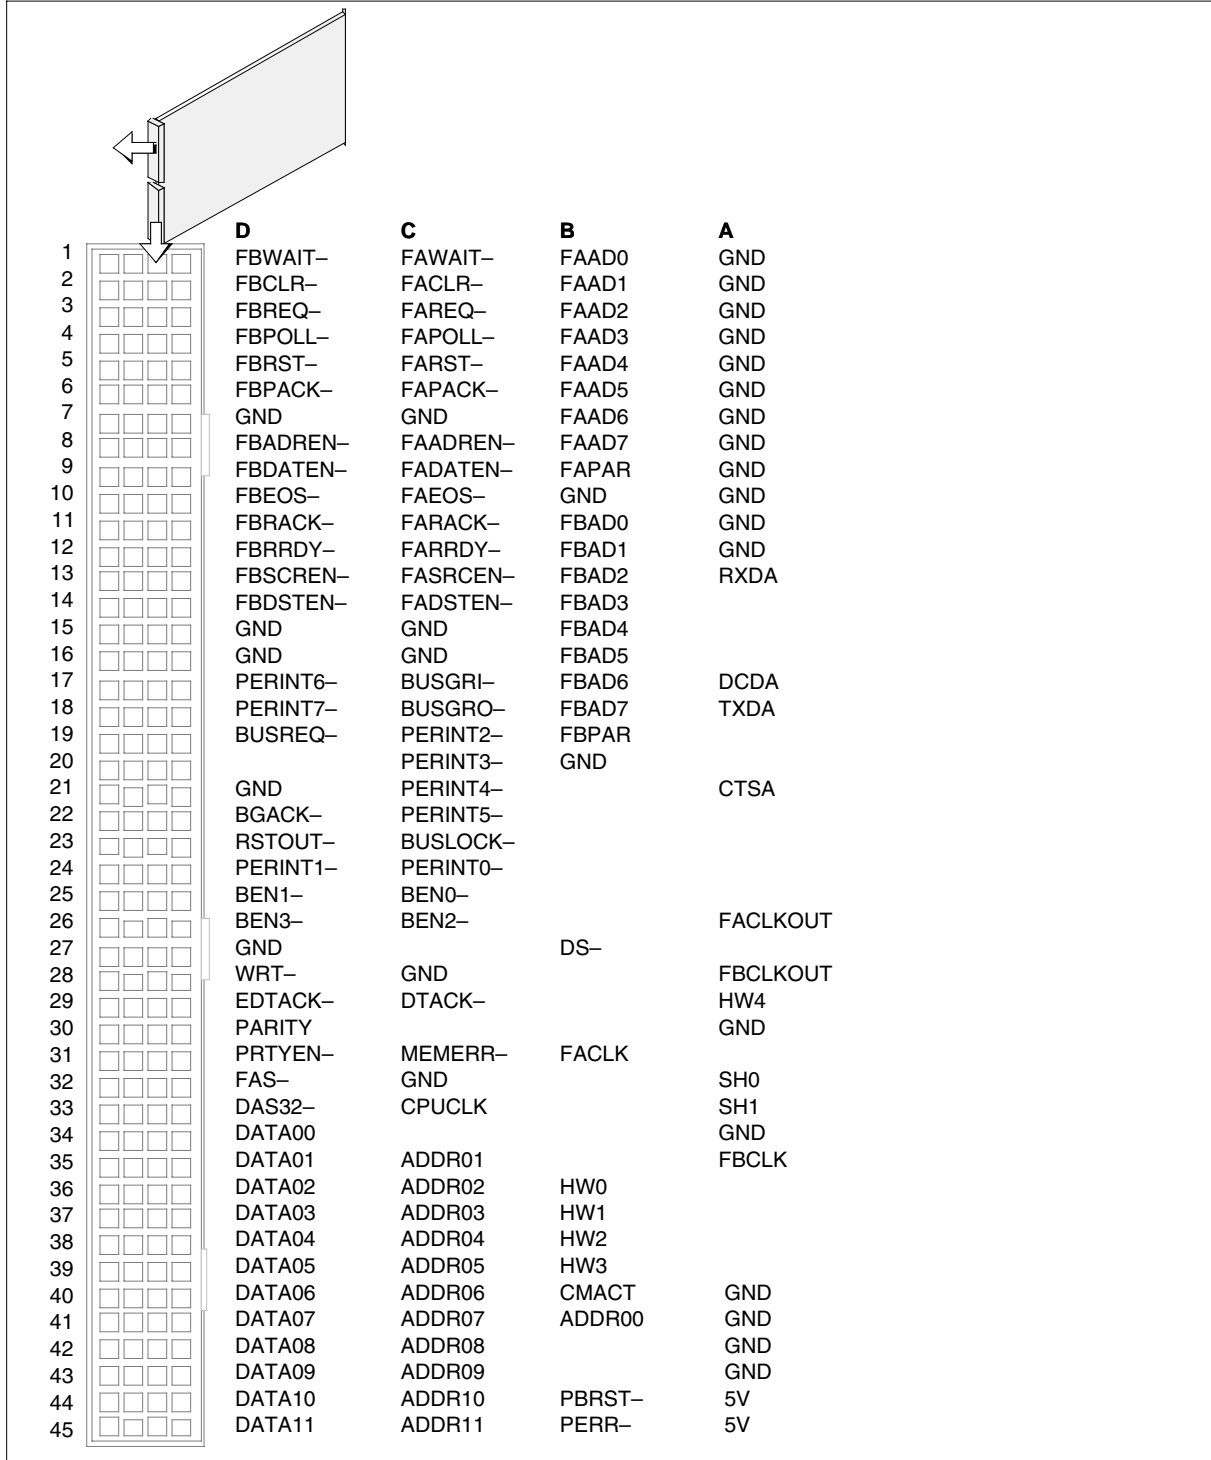 D C B A
1 FBWAIT– FAWAIT– FAAD0 GND
2 FBCLR– FACLR– FAAD1 GND
3 FBREQ– FAREQ– FAAD2 GND
4 FBPOLL– FAPOLL– FAAD3 GND
5 FBRST– FARST– FAAD4 GND
6 FBPACK– FAPACK– FAAD5 GND
7 GND GND FAAD6 GND
8 FBADREN– FAADREN– FAAD7 GND
9 FBDATEN– FADATEN– FAPAR GND
10 FBEOS– FAEOS– GND GND
11 FBRACK– FARACK– FBAD0 GND
12 FBRRDY– FARRDY– FBAD1 GND
13 FBSCREN– FASRCEN– FBAD2 RXDA
14 FBDSTEN– FADSTEN– FBAD3
15 GND GND FBAD4
16 GND GND FBAD5
17 PERINT6– BUSGRI– FBAD6 DCDA
18 PERINT7– BUSGRO– FBAD7 TXDA
19 BUSREQ– PERINT2– FBPAR
20 PERINT3– GND
21 GND PERINT4– CTSA
22 BGACK– PERINT5–
23 RSTOUT– BUSLOCK–
24 PERINT1– PERINT0–
25 BEN1– BEN0–
26 BEN3– BEN2– FACLKOUT
27 GND DS–
28 WRT– GND FBCLKOUT
29 EDTACK– DTACK– HW4
30 PARITY GND
31 PRTYEN– MEMERR– FACLK
32 FAS– GND SH0
33 DAS32– CPUCLK SH1
34 DATA00 GND
35 DATA01 ADDR01 FBCLK
36 DATA02 ADDR02 HW0
37 DATA03 ADDR03 HW1
38 DATA04 ADDR04 HW2
39 DATA05 ADDR05 HW3
40 DATA06 ADDR06 CMACT GND
41 DATA07 ADDR07 ADDR00 GND
42 DATA08 ADDR08 GND
43 DATA09 ADDR09 GND
44 DATA10 ADDR10 PBRST– 5V
45 DATA11 ADDR11 PERR– 5V